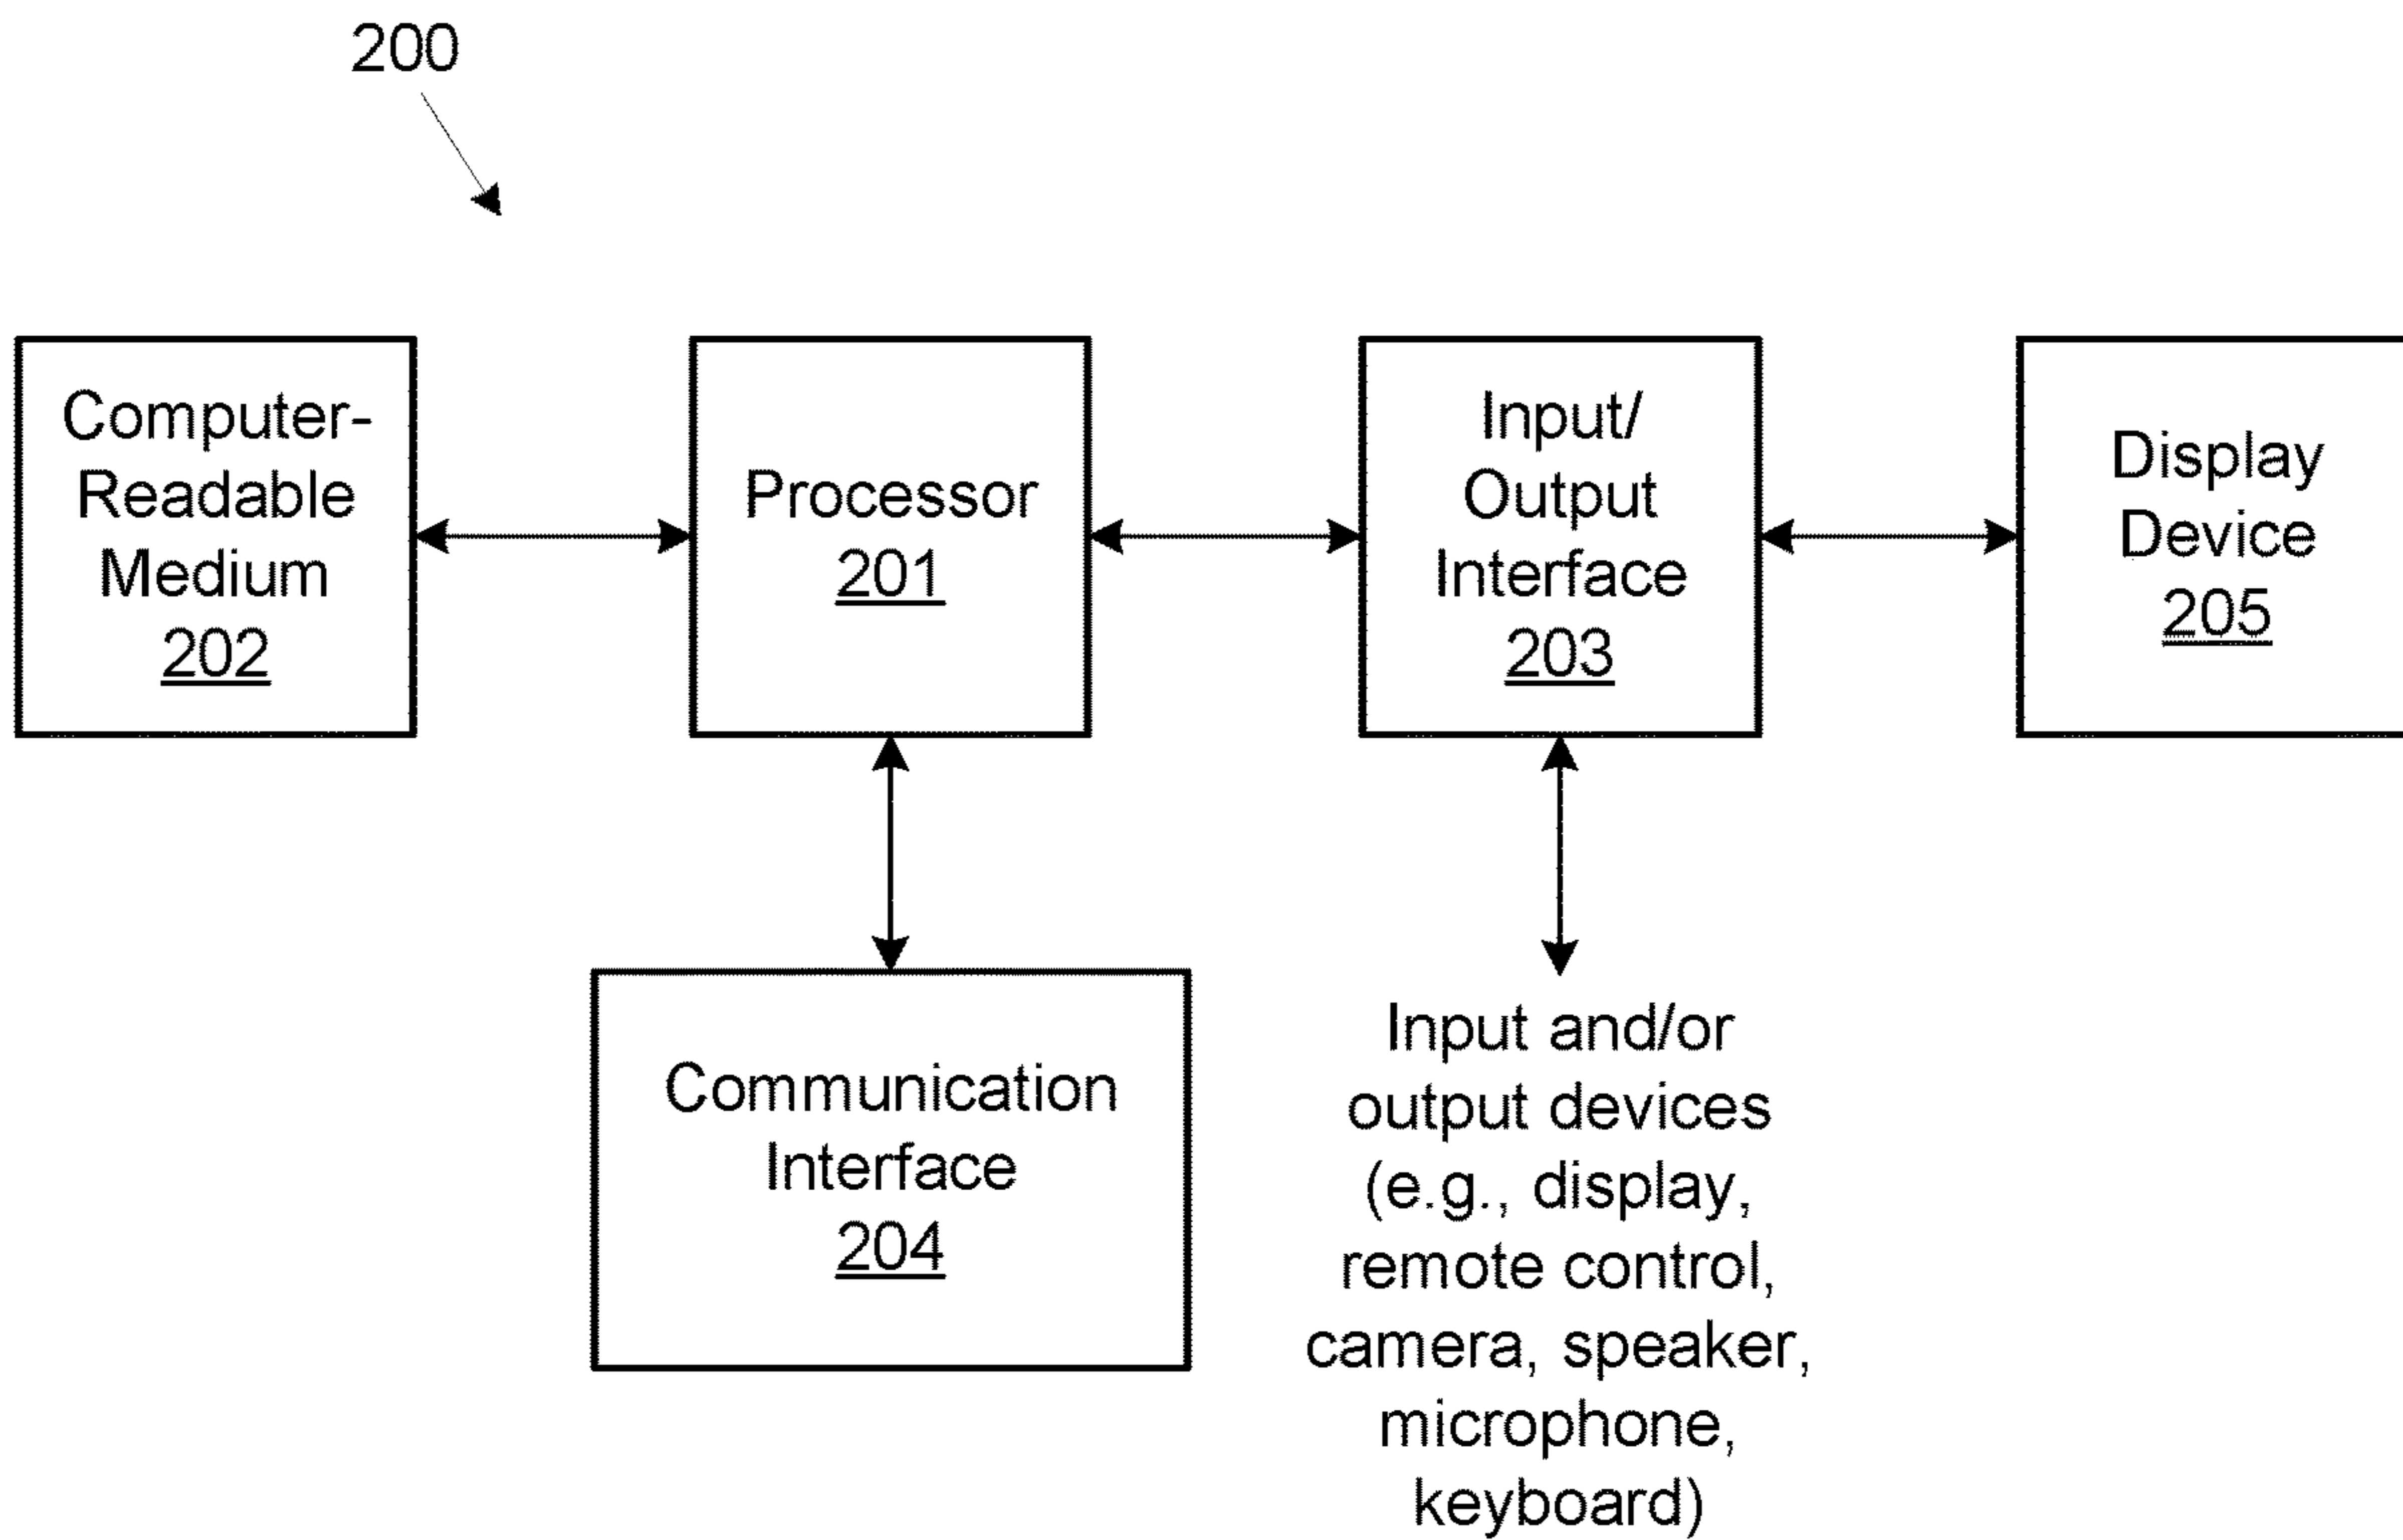 200
Computer-
Readable
Medium
202
Processor
201
Input/
Output
Interface
203
Display
Device
205
Communication
Interface
204
Input and/or
output devices
(e.g., display,
remote control,
camera, speaker,
microphone,
keyboard)